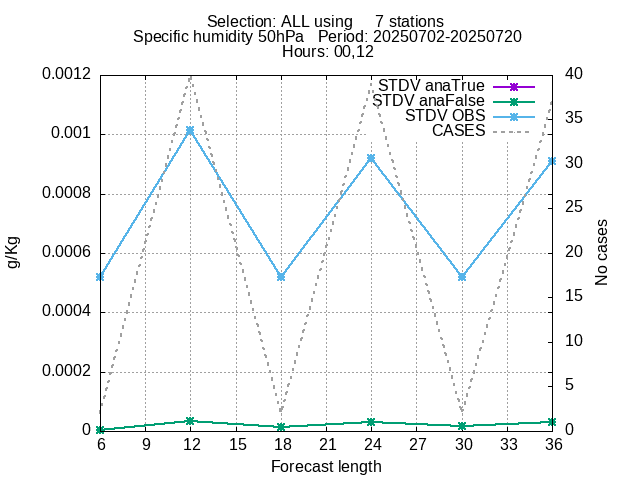 Selection: ALL using     7 stations
Specific humidity 50hPa   Period: 20250702-20250720
Hours: 00,12
STDV anaTrue
STDV anaFalse
STDV OBS
CASES
0.0012
0.001
0.0008
0.0006
0.0004
0.0002
0
g/Kg
40
35
30
25
20
15
10
5
0
No cases
6 9 12 15 18 21 24 27 30 33 36
Forecast length